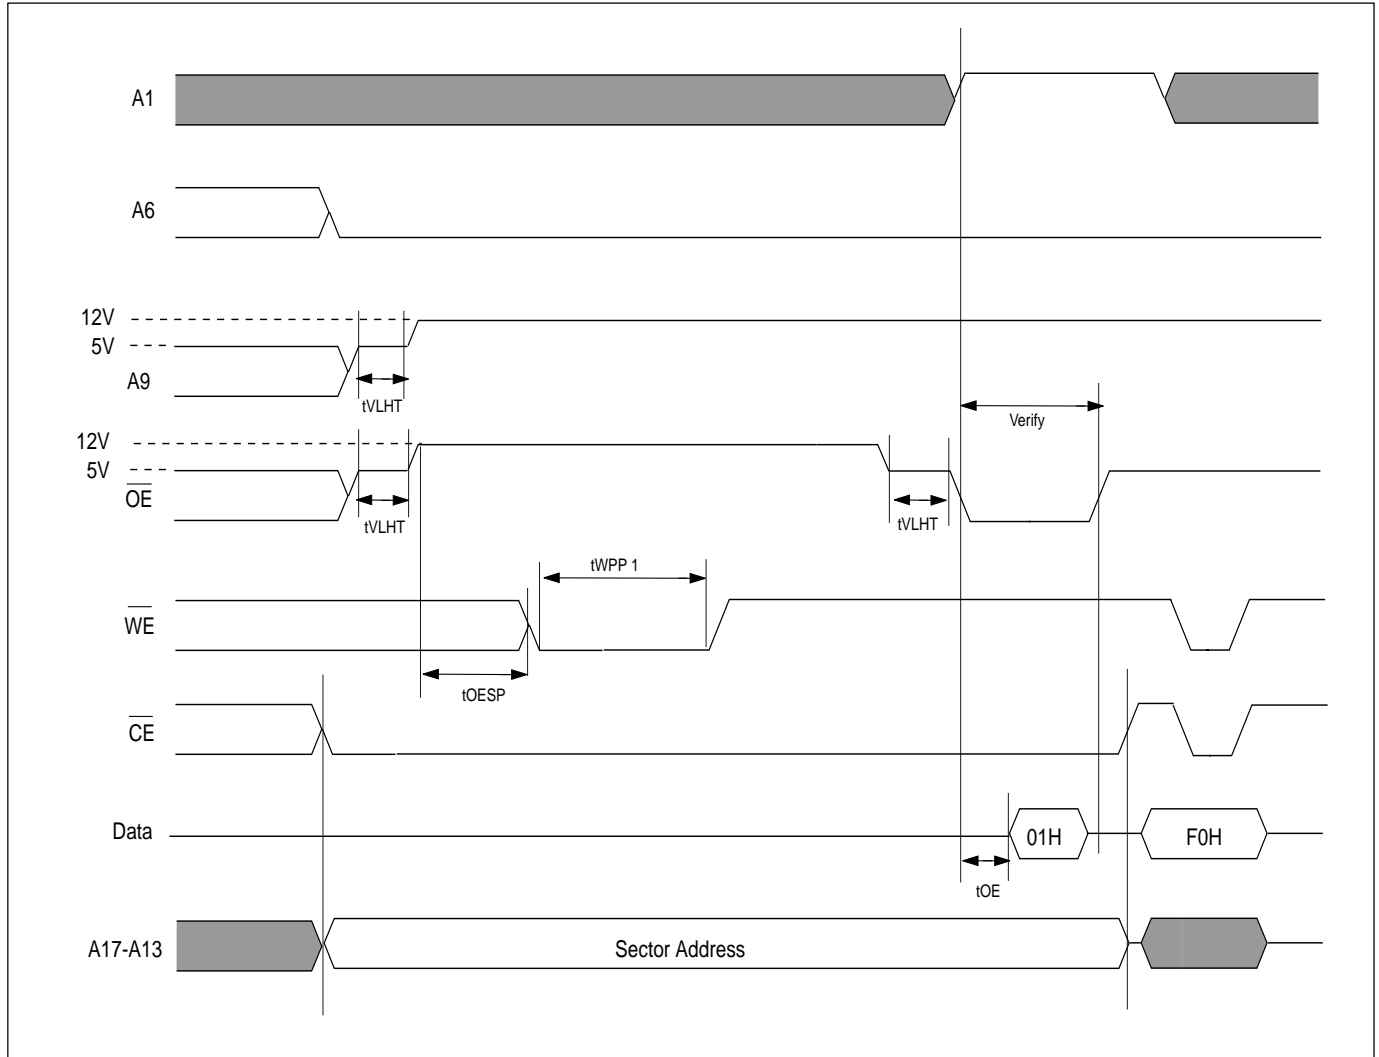 A1
A6
12V
5V
A9
tVLHT
Verify
12V
5V
OE
tVLHT
tVLHT
tWPP 1
WE
tOESP
CE
Data
01H
F0H
tOE
A17-A13
Sector Address